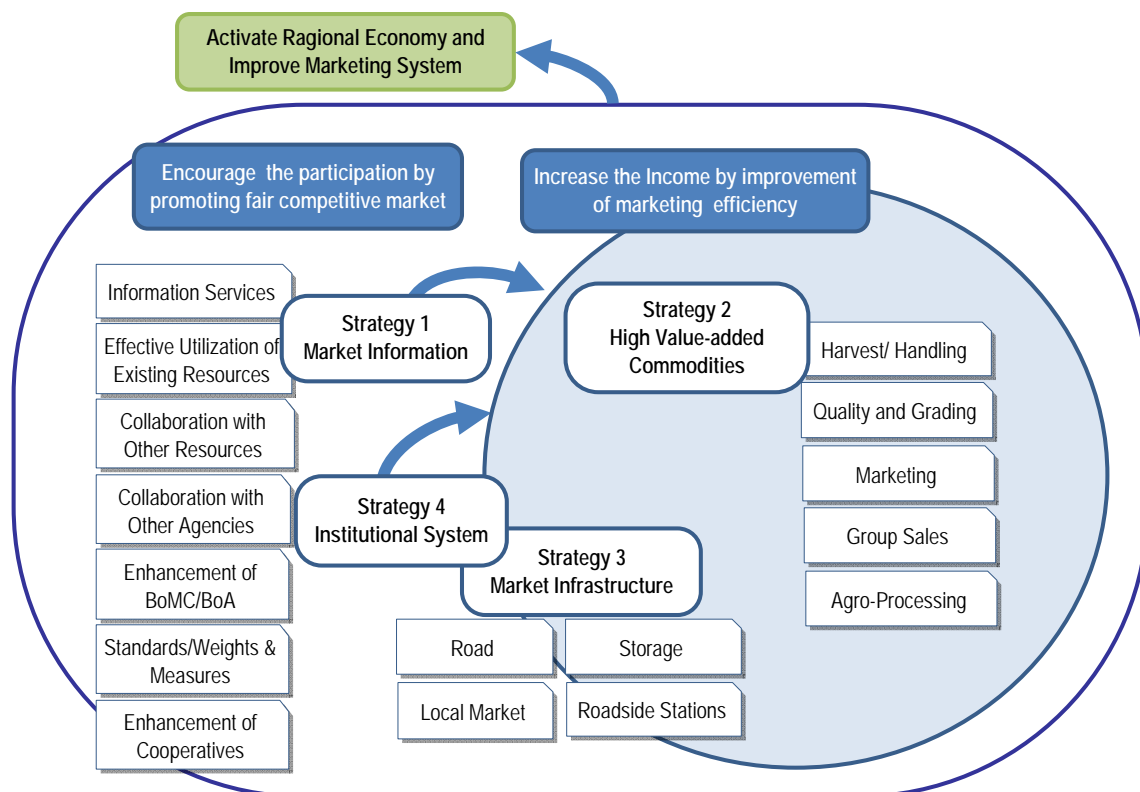 Activate Ragional Economy and
Improve Marketing System
Encourage the participation by
promoting fair competitive market
Increase the Income by improvement
of marketing efficiency
Information Services
Effective Utilization of
Existing Resources
Collaboration with
Other Resources
Collaboration with
Other Agencies
Enhancement of
BoMC/BoA
Standards/Weights &
Measures
Enhancement of
Cooperatives
Strategy 1
Market Information
Strategy 4
Institutional System
Strategy 2
High Value-added
Commodities
Strategy 3
Market Infrastructure
Road
Storage
Local Market
Roadside Stations
Harvest/ Handling
Quality and Grading
Marketing
Group Sales
Agro-Processing